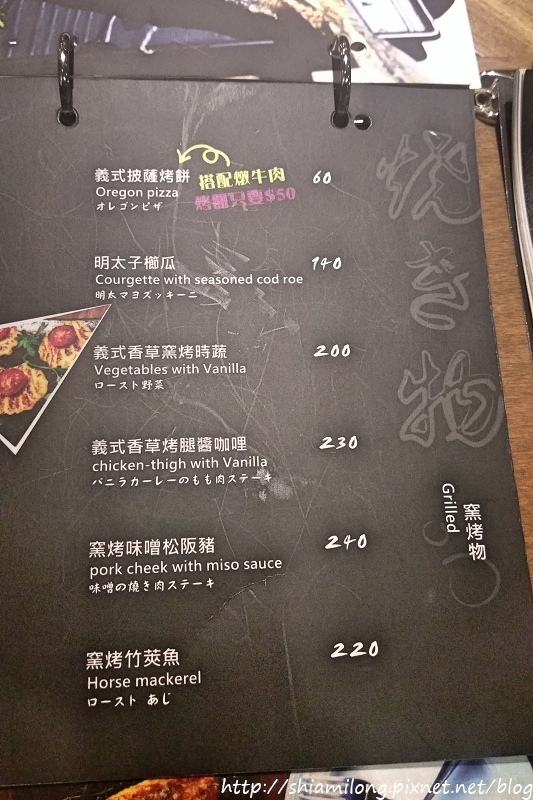 義式披薩烤餅 60
Oregon pizza
オレゴンピザ
搭配燉牛肉
烤餅只要$50
明太子櫛瓜 140
Courgette with seasoned cod roe
明太マヨズッキーニ
義式香草窯烤時蔬 200
Vegetables with Vanilla
ロースト野菜
義式香草烤腿醬咖哩 230
chicken-thigh with Vanilla
バニラカーレーのもも肉ステーキ
窯烤味噌松阪豬 240
pork cheek with miso sauce
味噌の燒き肉ステーキ
窯烤竹莢魚 220
Horse mackerel
ロースト あじ
焼き物
窯烤物
Grilled
http://shiamilong.pixnet.net/blog